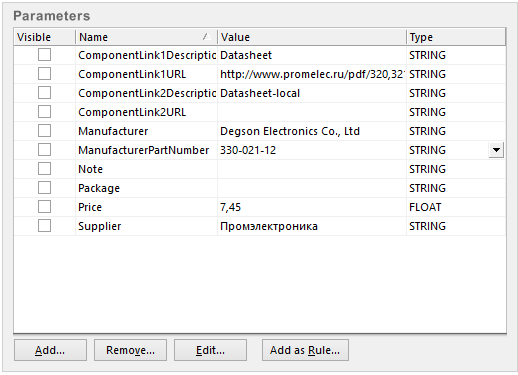 Parameters
Visible Name Value Type
ComponentLink1Descriptic Datasheet STRING
ComponentLink1URL http://www.promelec.ru/pdf/320,32 STRING
ComponentLink2Descriptic Datasheet-local STRING
ComponentLink2URL STRING
Manufacturer Degson Electronics Co., Ltd STRING
ManufacturerPartNumber 330-021-12 STRING
Note STRING
Package STRING
Price 7,45 FLOAT
Supplier Промэлектроника STRING
Add... Remove... Edit... Add as Rule...